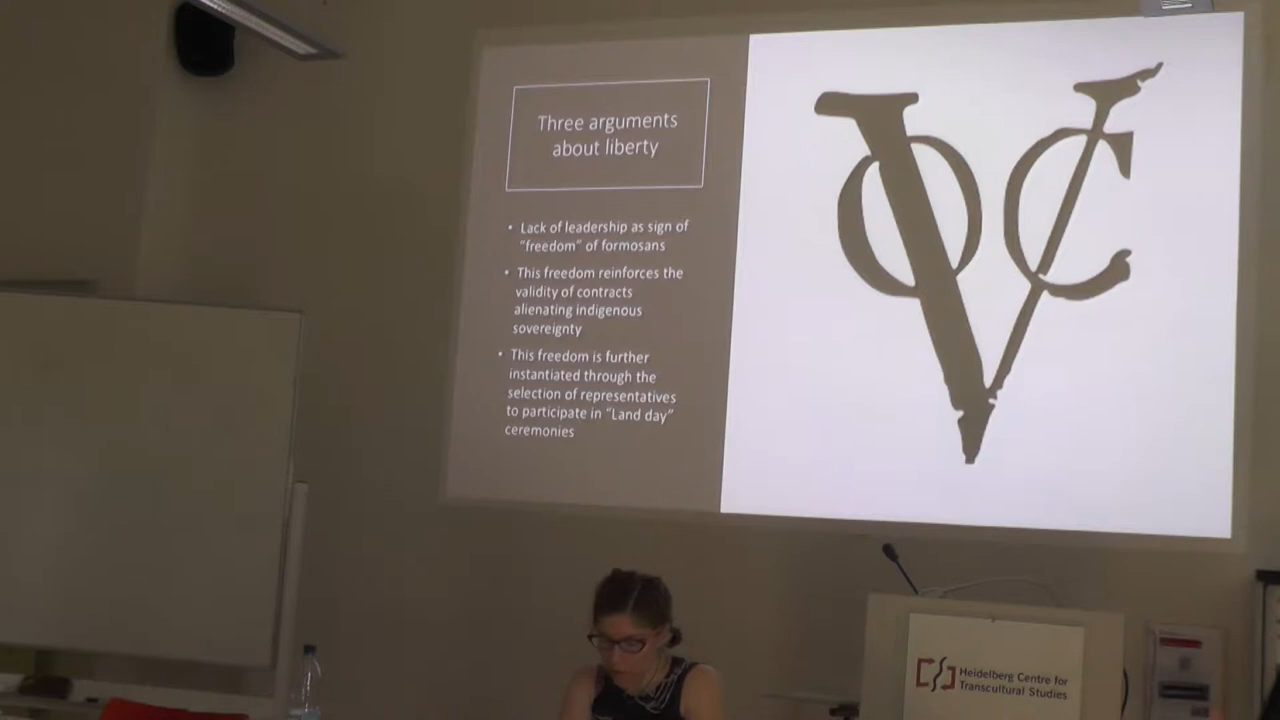 Three arguments
about liberty
• Lack of leadership as sign of
"freedom" of formosans
• This freedom reinforces the
validity of contracts
alienating indigenous
sovereignty
• This freedom is further
instantiated through the
selection of representatives
to participate in "Land day"
ceremonies
VOC
Heidelberg Centre for
Transcultural Studies